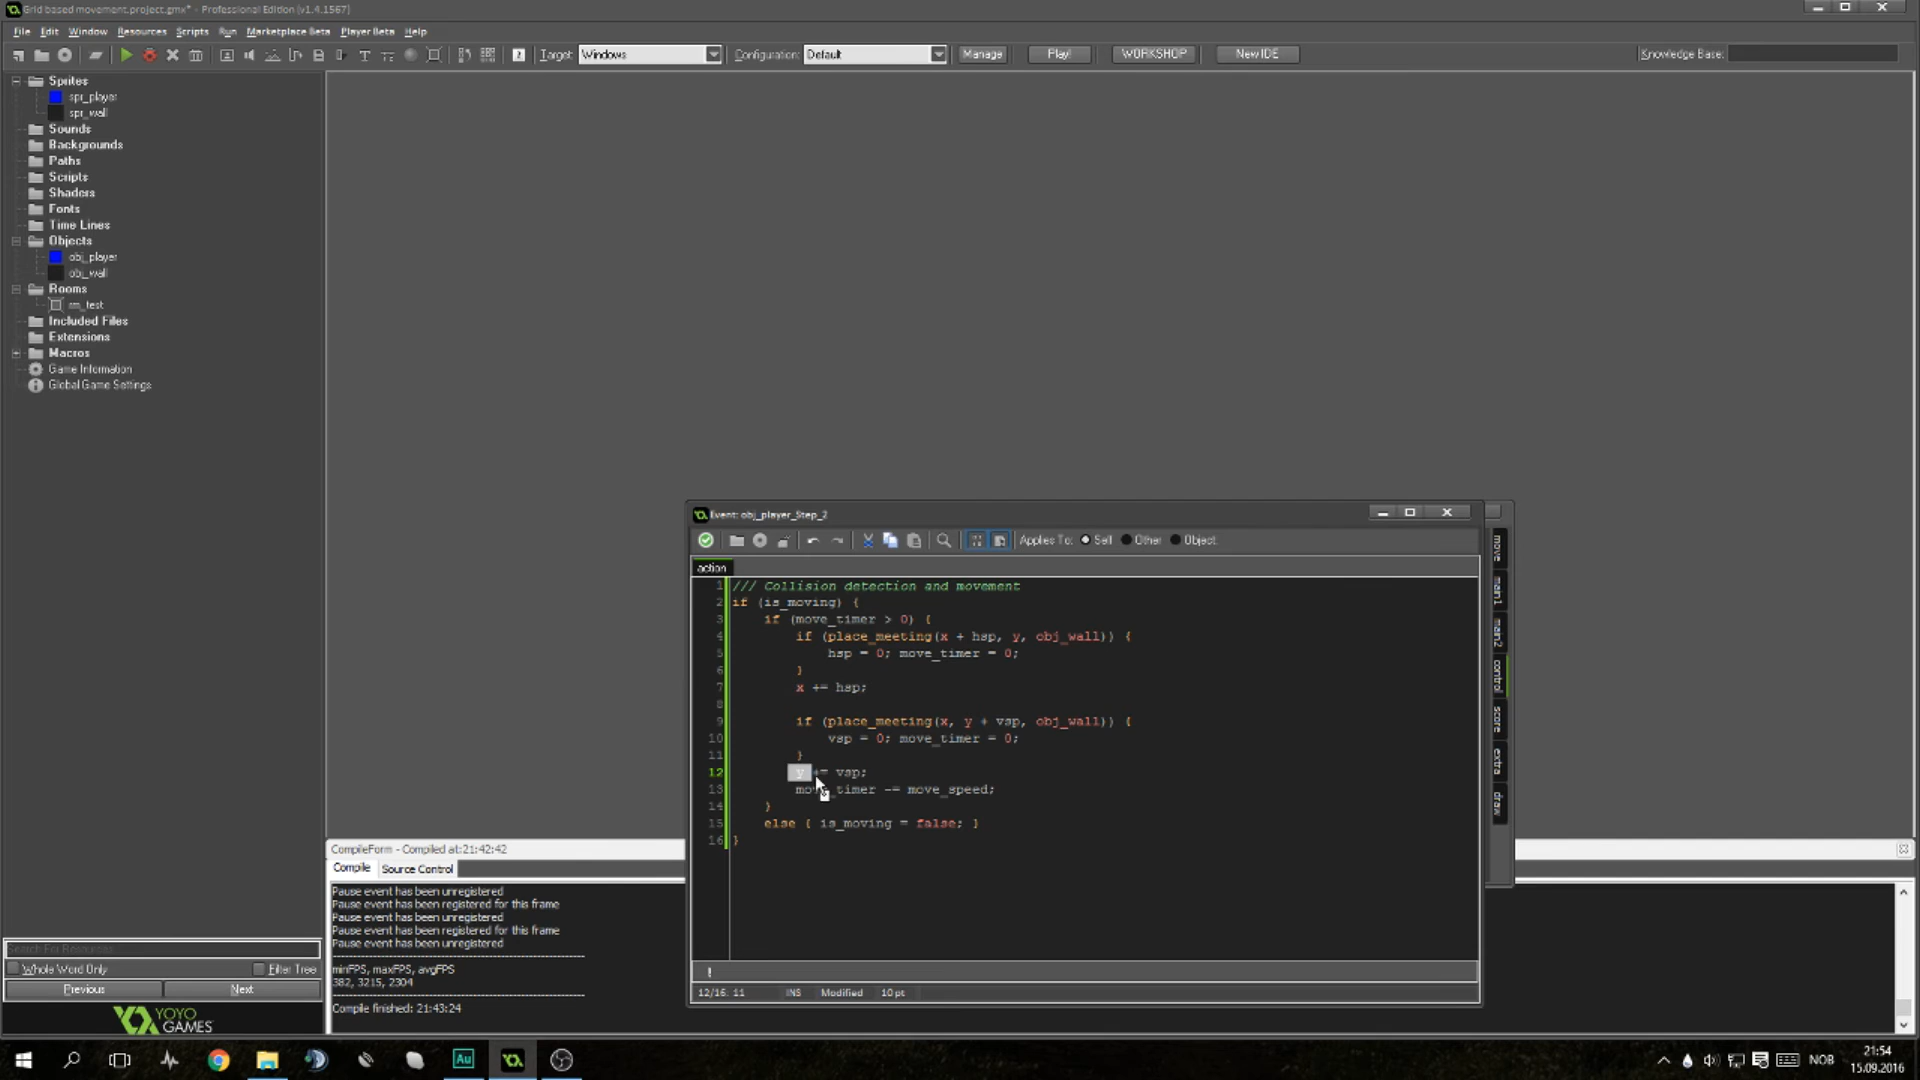 Grid based movement.project.gmx* - Professional Edition (v1.4.1567)
File Edit Window Resources Scripts Run Marketplace Beta Player Beta Help
Target: Windows Configuration: Default Manage Play! WORKSHOP New IDE Knowledge Base:
Sprites
spr_player
spr_wall
Sounds
Backgrounds
Paths
Scripts
Shaders
Fonts
Time Lines
Objects
obj_player
obj_wall
Rooms
rm_test
Included Files
Extensions
Macros
Game Information
Global Game Settings
Search For Resources
Whole Word Only Filter Tree
Previous Next
YOYO
GAMES
Event: obj_player_Step_2
Applies To: Self Other Object
action
1 /// Collision detection and movement
2 if (is_moving) {
3 if (move_timer > 0) {
4 if (place_meeting(x + hsp, y, obj_wall)) {
5 hsp = 0; move_timer = 0;
6 }
7 x += hsp;
8
9 if (place_meeting(x, y + vsp, obj_wall)) {
10 vsp = 0; move_timer = 0;
11 }
12 y += vsp;
13 move_timer -= move_speed;
14 }
15 else { is_moving = false; }
16 }
!
12/16: 11 INS Modified 10 pt
move
main1
main2
control
score
extra
draw
CompileForm - Compiled at:21:42:42
Compile Source Control
Pause event has been unregistered
Pause event has been registered for this frame
Pause event has been unregistered
Pause event has been registered for this frame
Pause event has been unregistered
minFPS, maxFPS, avgFPS
382, 3215, 2304
Compile finished: 21:43:24
Au
NOB
21:54
15.09.2016